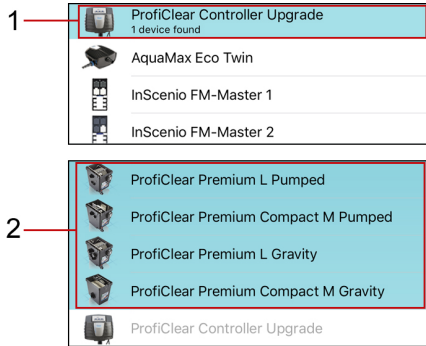 1
ProfiClear Controller Upgrade
1 device found
AquaMax Eco Twin
InScenio FM-Master 1
InScenio FM-Master 2
2
ProfiClear Premium L Pumped
ProfiClear Premium Compact M Pumped
ProfiClear Premium L Gravity
ProfiClear Premium Compact M Gravity
ProfiClear Controller Upgrade